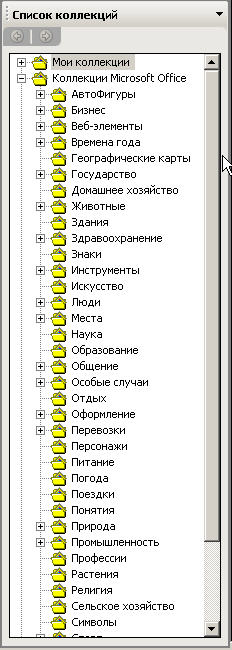 Список коллекций
Мои коллекции
Коллекции Microsoft Office
АвтоФигуры
Бизнес
Веб-элементы
Времена года
Географические карты
Государство
Домашнее хозяйство
Животные
Здания
Здравоохранение
Знаки
Инструменты
Искусство
Люди
Места
Наука
Образование
Общение
Особые случаи
Отдых
Оформление
Перевозки
Персонажи
Питание
Погода
Поездки
Понятия
Природа
Промышленность
Профессии
Растения
Религия
Сельское хозяйство
Символы